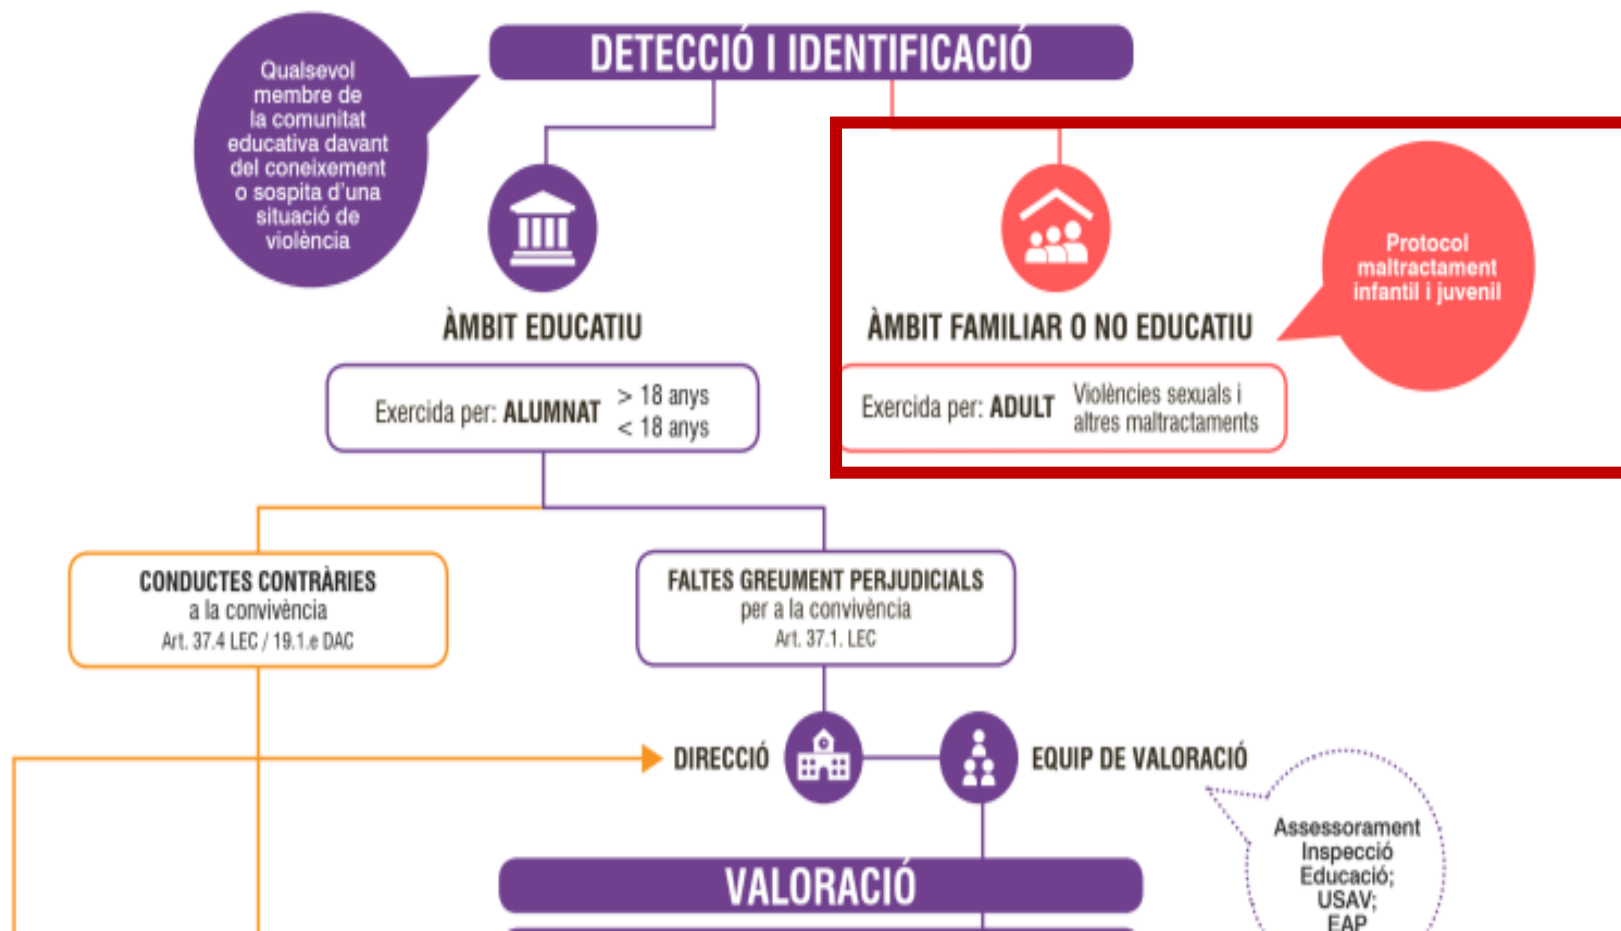 DETECCIÓ I IDENTIFICACIÓ
Qualsevol
membre de
la comunitat
educativa davant
del coneixement
o sospita d'una
situació de
violència
Protocol
maltractament
infantil i juvenil
ÀMBIT EDUCATIU
ÀMBIT FAMILIAR O NO EDUCATIU
Exercida per: ALUMNAT
> 18 anys
< 18 anys
Exercida per: ADULT
Violències sexuals i
altres maltractaments
CONDUCTES CONTRÀRIES
a la convivència
Art. 37.4 LEC / 19.1.e DAC
FALTES GREUMENT PERJUDICIALS
per a la convivència
Art. 37.1. LEC
DIRECCIÓ
EQUIP DE VALORACIÓ
Assessorament
Inspecció
Educació;
USAV;
EAP
VALORACIÓ